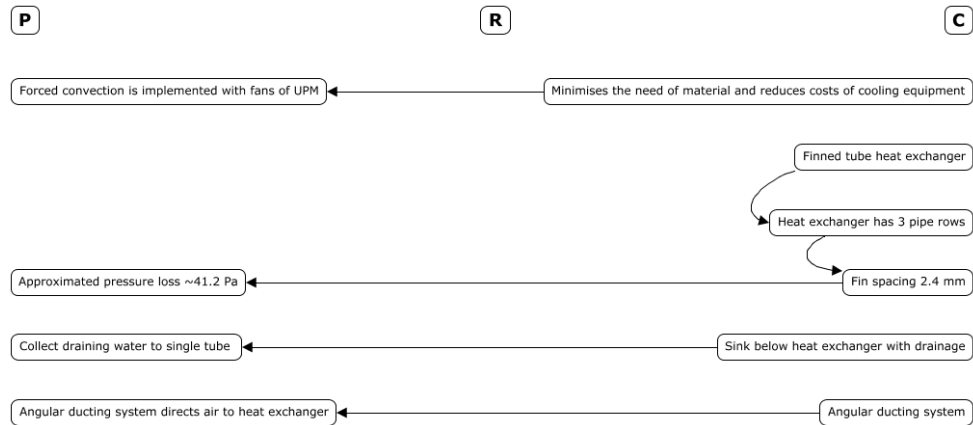 P R C
Forced convection is implemented with fans of UPM Minimises the need of material and reduces costs of cooling equipment
Finned tube heat exchanger
Heat exchanger has 3 pipe rows
Approximated pressure loss ~41.2 Pa Fin spacing 2.4 mm
Collect draining water to single tube Sink below heat exchanger with drainage
Angular ducting system directs air to heat exchanger Angular ducting system